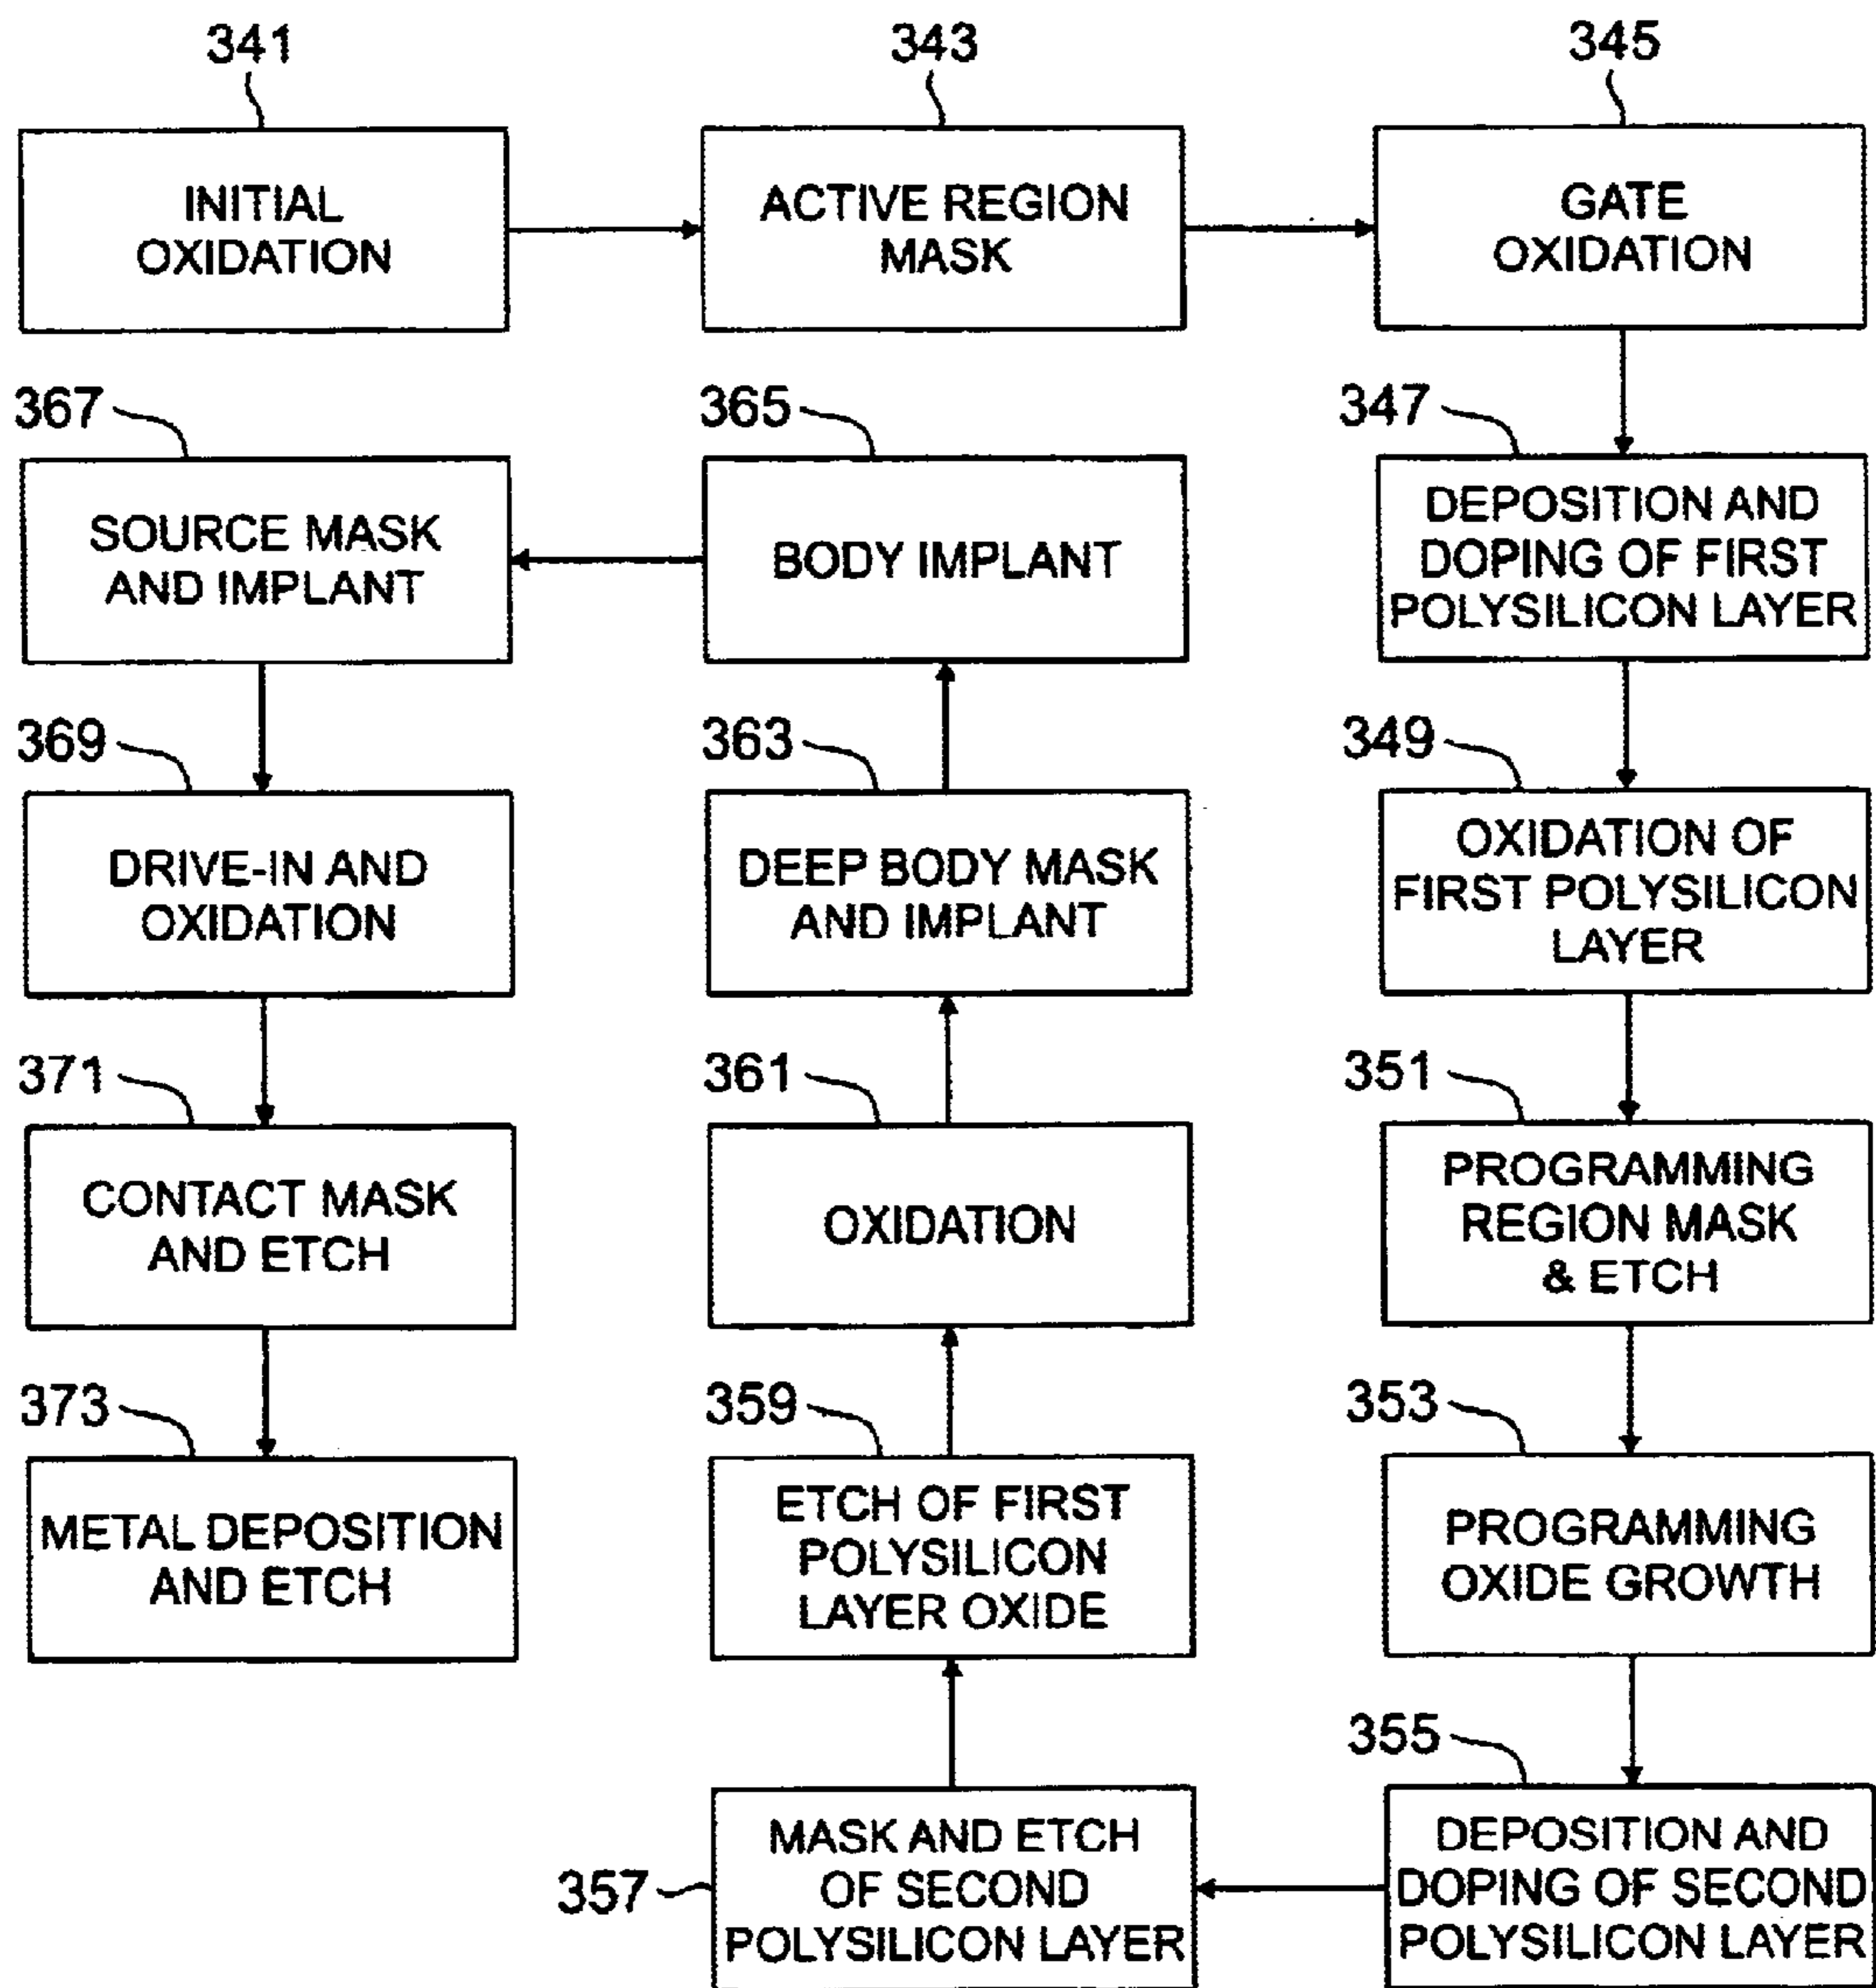 341
INITIAL
OXIDATION
343
ACTIVE REGION
MASK
345
GATE
OXIDATION
347
DEPOSITION AND
DOPING OF FIRST
POLYSILICON LAYER
349
OXIDATION OF
FIRST POLYSILICON
LAYER
351
PROGRAMMING
REGION MASK
& ETCH
353
PROGRAMMING
OXIDE GROWTH
355
DEPOSITION AND
DOPING OF SECOND
POLYSILICON LAYER
357
MASK AND ETCH
OF SECOND
POLYSILICON LAYER
359
ETCH OF FIRST
POLYSILICON
LAYER OXIDE
361
OXIDATION
363
DEEP BODY MASK
AND IMPLANT
365
BODY IMPLANT
367
SOURCE MASK
AND IMPLANT
369
DRIVE-IN AND
OXIDATION
371
CONTACT MASK
AND ETCH
373
METAL DEPOSITION
AND ETCH